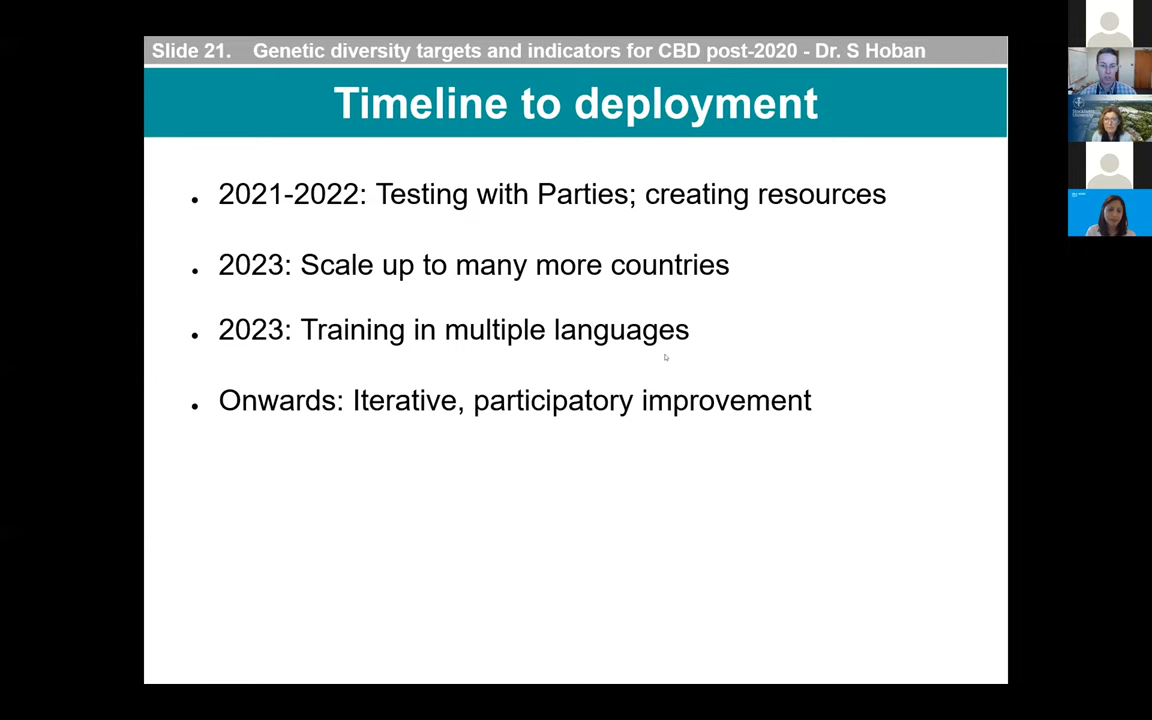 Slide 21. Genetic diversity targets and indicators for CBD post-2020 - Dr. S Hoban
Timeline to deployment
• 2021-2022: Testing with Parties; creating resources
• 2023: Scale up to many more countries
• 2023: Training in multiple languages
• Onwards: Iterative, participatory improvement
Stockholm
University